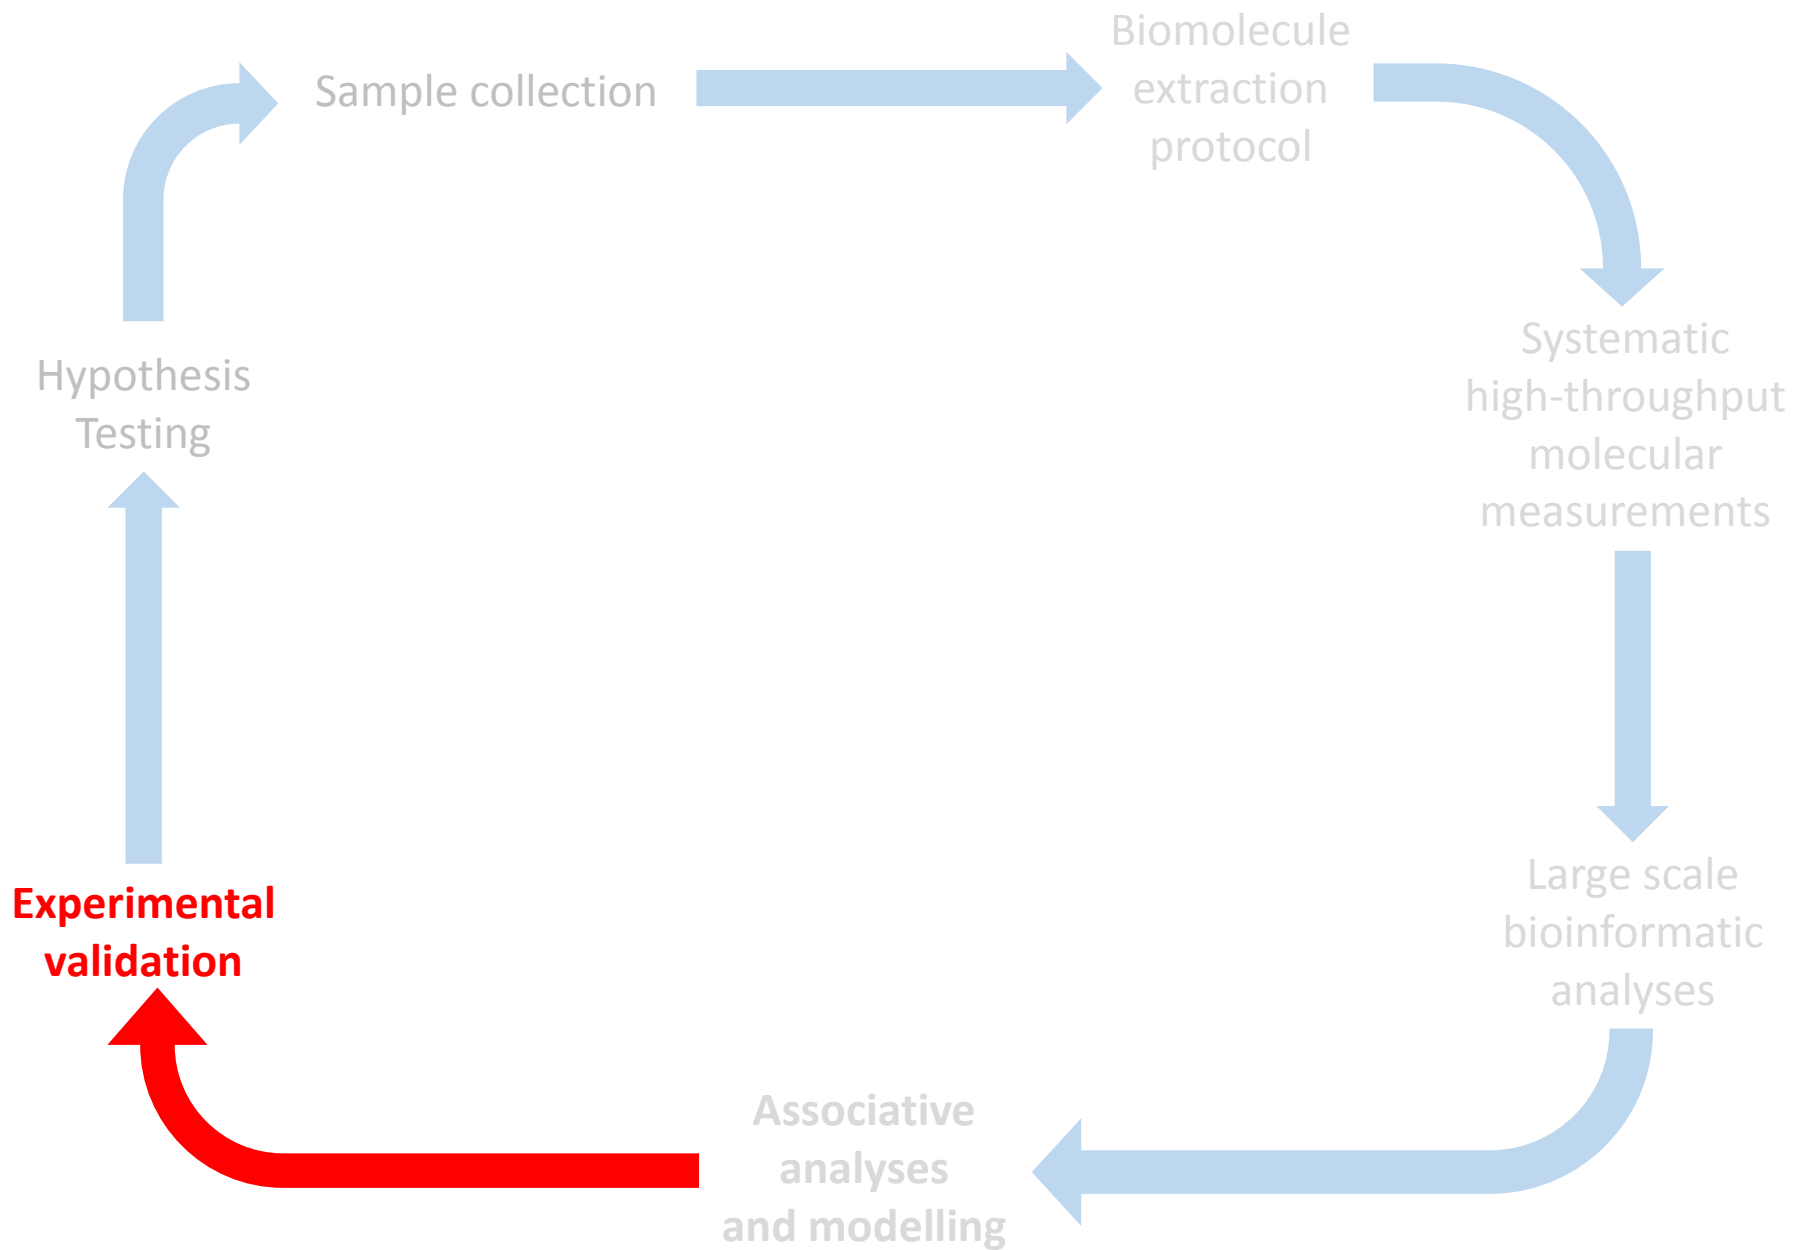 Sample collection
Biomolecule
extraction
protocol
Systematic
high-throughput
molecular
measurements
Large scale
bioinformatic
analyses
Associative
analyses
and modelling
Experimental
validation
Hypothesis
Testing